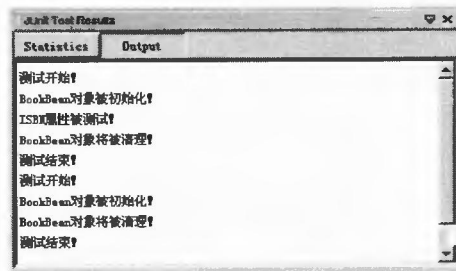 JUnit Test Results
Statistics
Output
测试开始!
BookBean对象被初始化!
ISBN属性被测试!
BookBean对象将被清理!
测试结束!
测试开始!
BookBean对象被初始化!
BookBean对象将被清理!
测试结束!